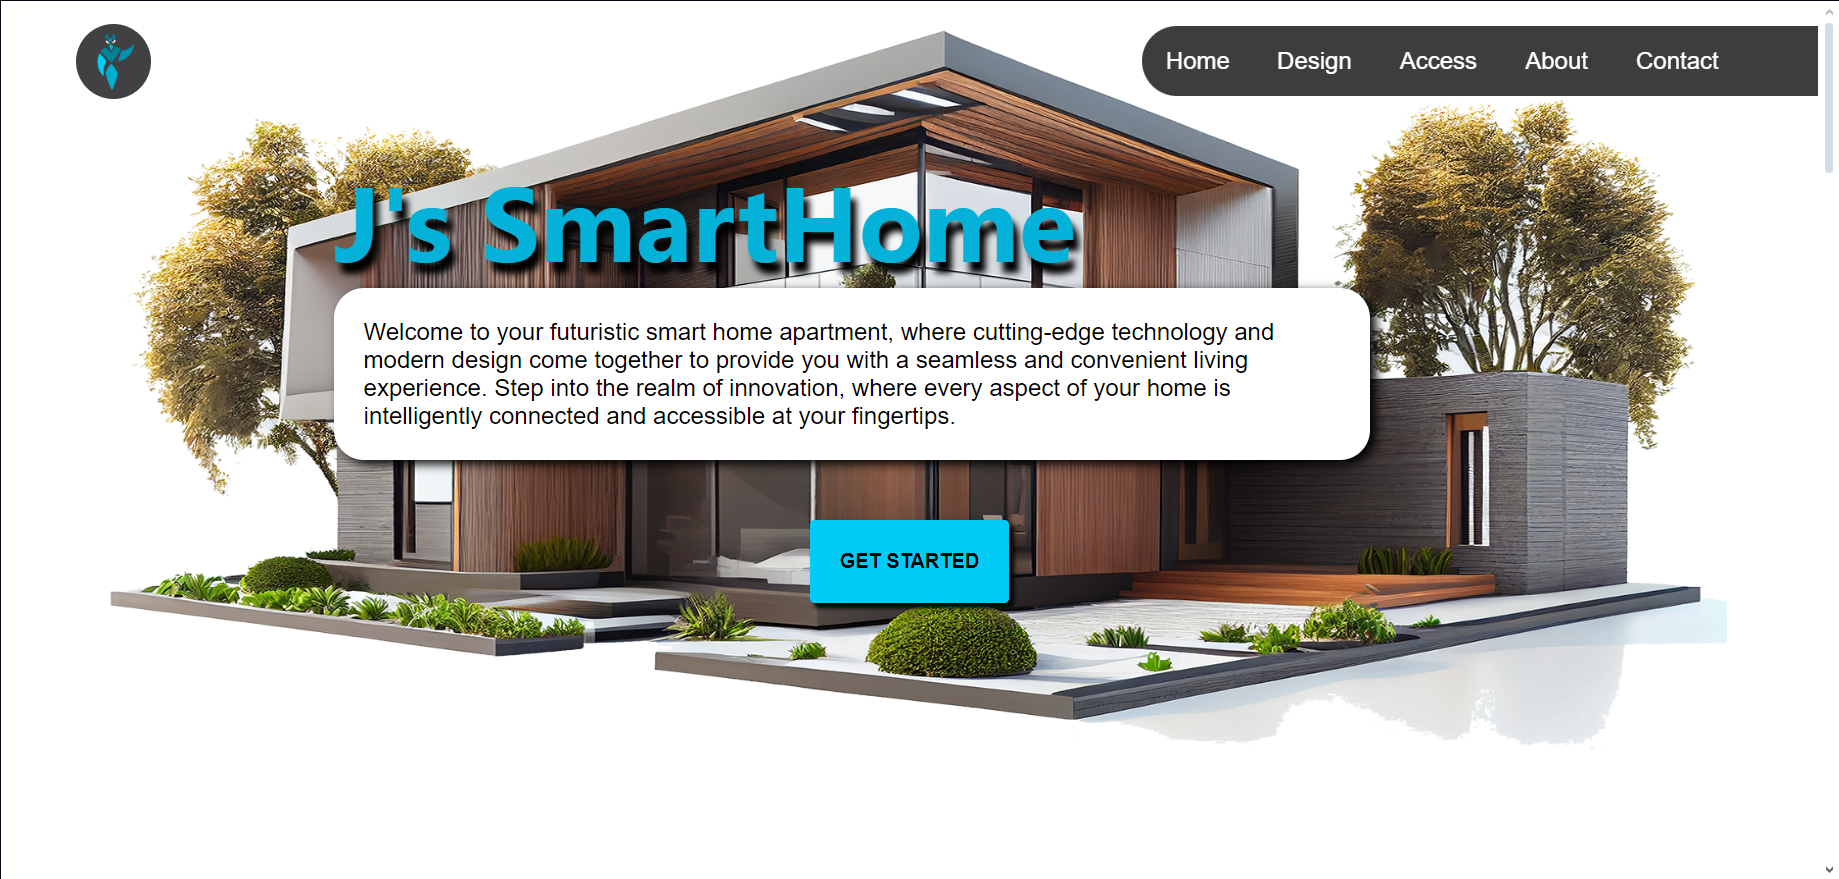 Home Design Access About Contact
J's SmartHome
Welcome to your futuristic smart home apartment, where cutting-edge technology and
modern design come together to provide you with a seamless and convenient living
experience. Step into the realm of innovation, where every aspect of your home is
intelligently connected and accessible at your fingertips.
GET STARTED